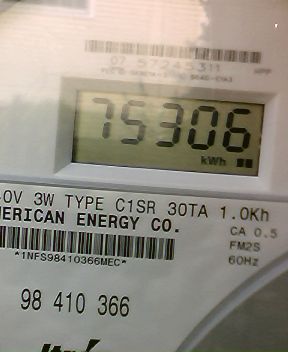 07 57245311
75306
kWh
0V 3W TYPE C1SR 30TA 1.0Kh
MERICAN ENERGY CO.
CA 0.5
FM2S
*1NFS98410366MEC*
60Hz
98 410 366